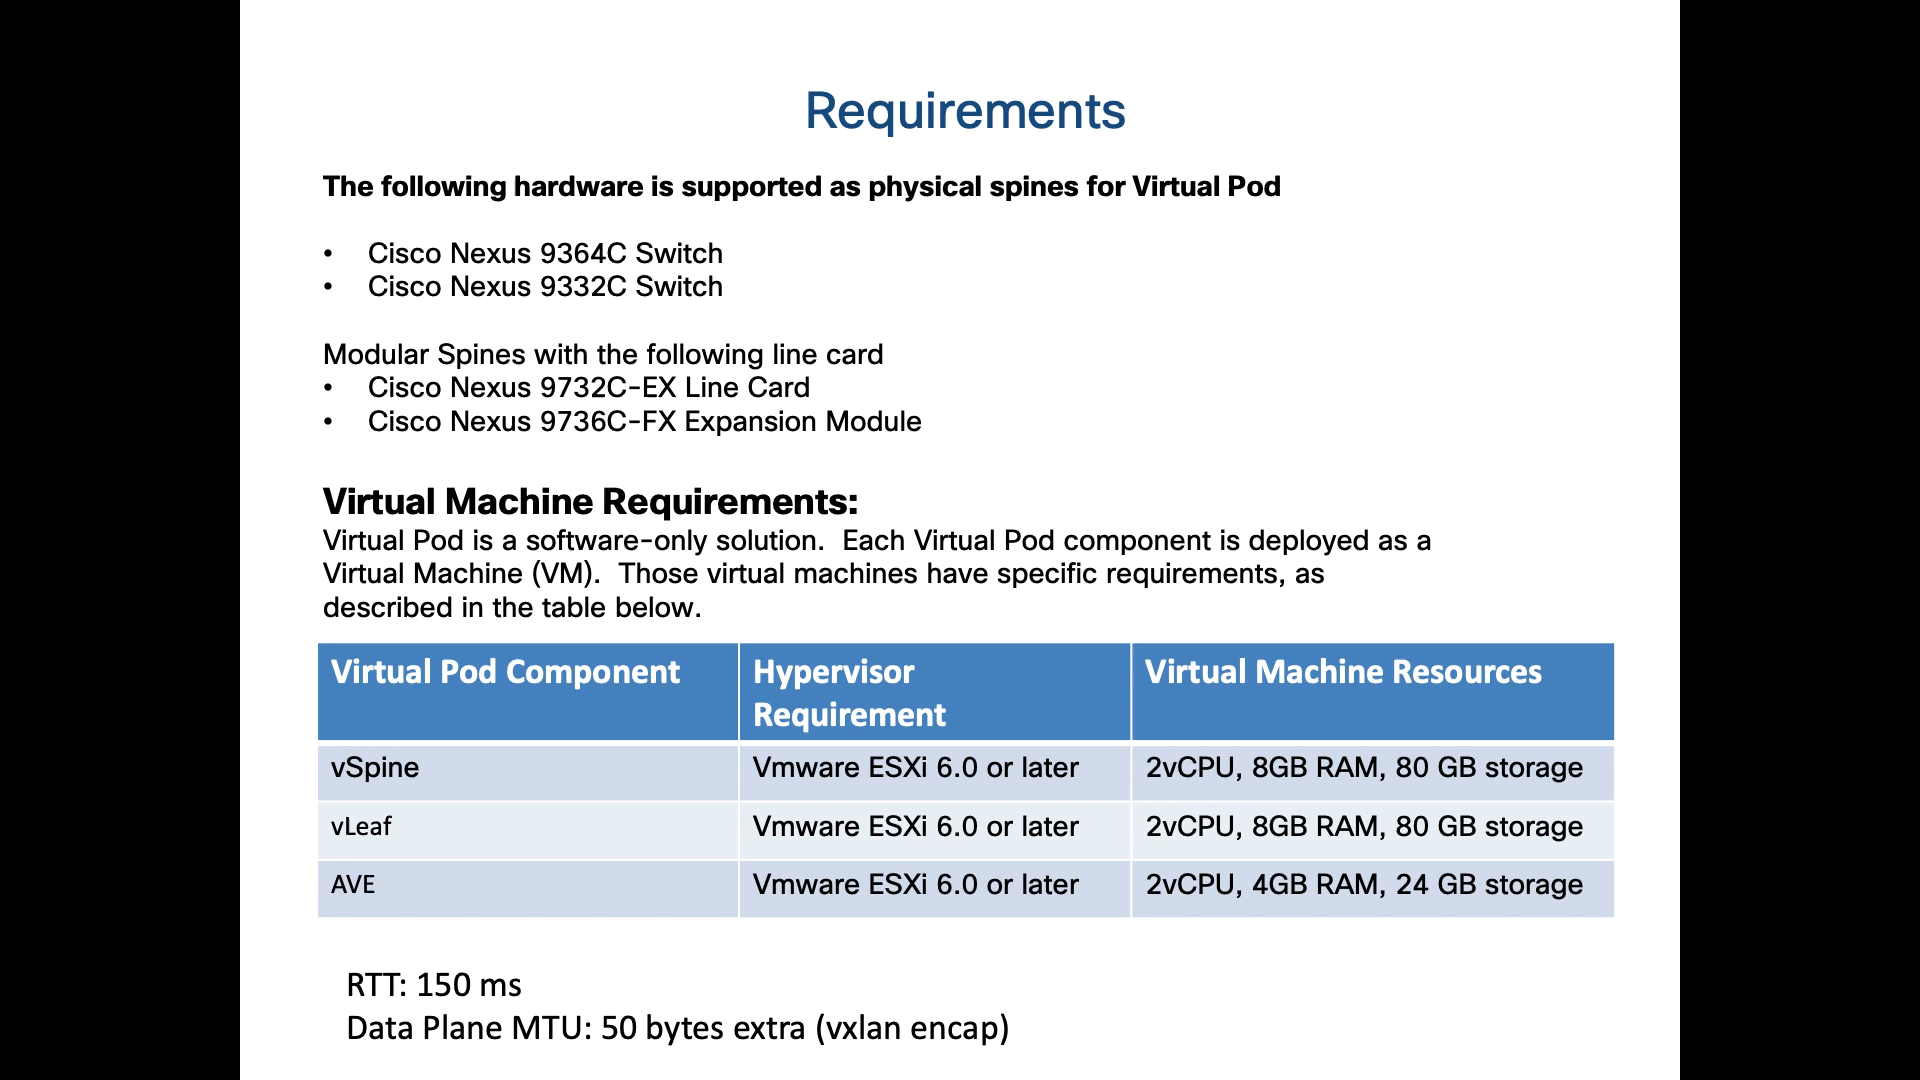 Requirements
The following hardware is supported as physical spines for Virtual Pod
• Cisco Nexus 9364C Switch
• Cisco Nexus 9332C Switch
Modular Spines with the following line card
• Cisco Nexus 9732C-EX Line Card
• Cisco Nexus 9736C-FX Expansion Module
Virtual Machine Requirements:
Virtual Pod is a software-only solution.  Each Virtual Pod component is deployed as a
Virtual Machine (VM).  Those virtual machines have specific requirements, as
described in the table below.
Virtual Pod Component Hypervisor Virtual Machine Resources
Requirement
vSpine Vmware ESXi 6.0 or later 2vCPU, 8GB RAM, 80 GB storage
vLeaf Vmware ESXi 6.0 or later 2vCPU, 8GB RAM, 80 GB storage
AVE Vmware ESXi 6.0 or later 2vCPU, 4GB RAM, 24 GB storage
RTT: 150 ms
Data Plane MTU: 50 bytes extra (vxlan encap)